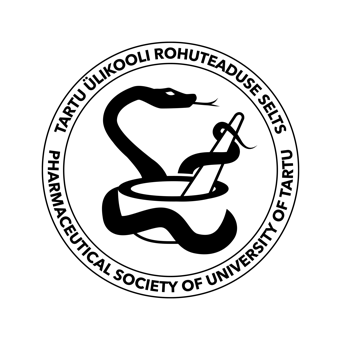 TARTU ÜLIKOOLI ROHUTEADUSE SELTS
PHARMACEUTICAL SOCIETY OF UNIVERSITY OF TARTU